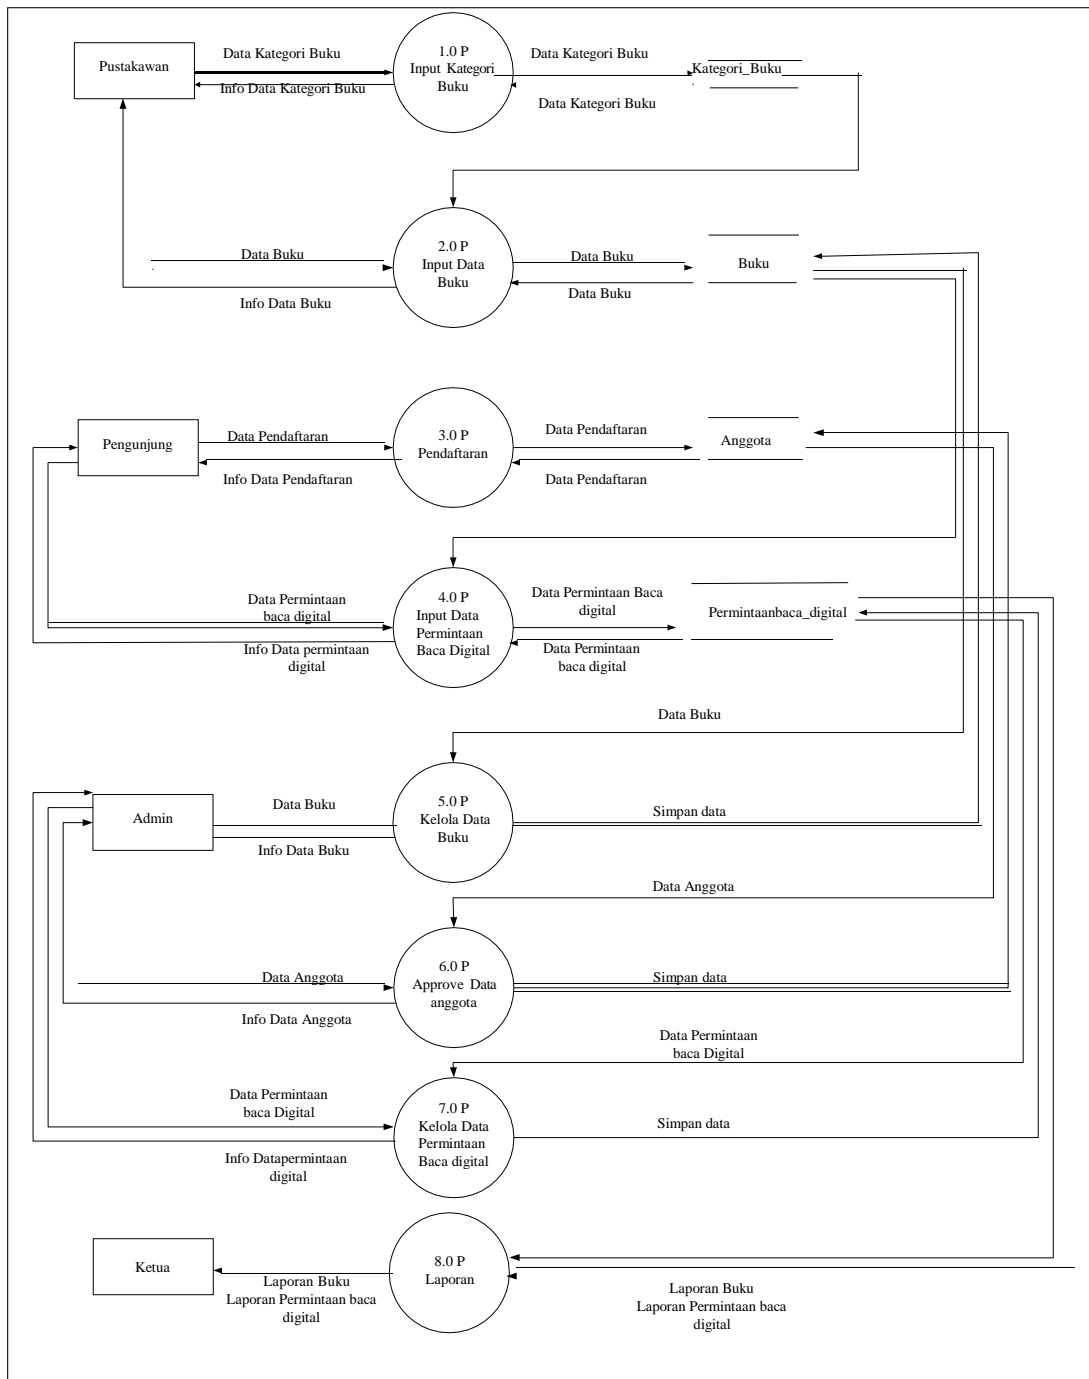 Pustakawan
Data Kategori Buku
Info Data Kategori Buku
1.0 P
Input Kategori
Buku
Data Kategori Buku
Data Kategori Buku
Kategori_Buku
Data Buku
Info Data Buku
2.0 P
Input Data
Buku
Data Buku
Data Buku
Buku
Pengunjung
Data Pendaftaran
Info Data Pendaftaran
3.0 P
Pendaftaran
Data Pendaftaran
Data Pendaftaran
Anggota
Data Permintaan
baca digital
Info Data permintaan
digital
4.0 P
Input Data
Permintaan
Baca Digital
Data Permintaan Baca
digital
Data Permintaan
baca digital
Permintaanbaca_digital
Data Buku
Admin
Data Buku
Info Data Buku
5.0 P
Kelola Data
Buku
Simpan data
Data Anggota
Data Anggota
Info Data Anggota
6.0 P
Approve Data
anggota
Simpan data
Data Permintaan
baca Digital
Data Permintaan
baca Digital
Info Datapermintaan
digital
7.0 P
Kelola Data
Permintaan
Baca digital
Simpan data
Ketua
Laporan Buku
Laporan Permintaan baca
digital
8.0 P
Laporan
Laporan Buku
Laporan Permintaan baca
digital